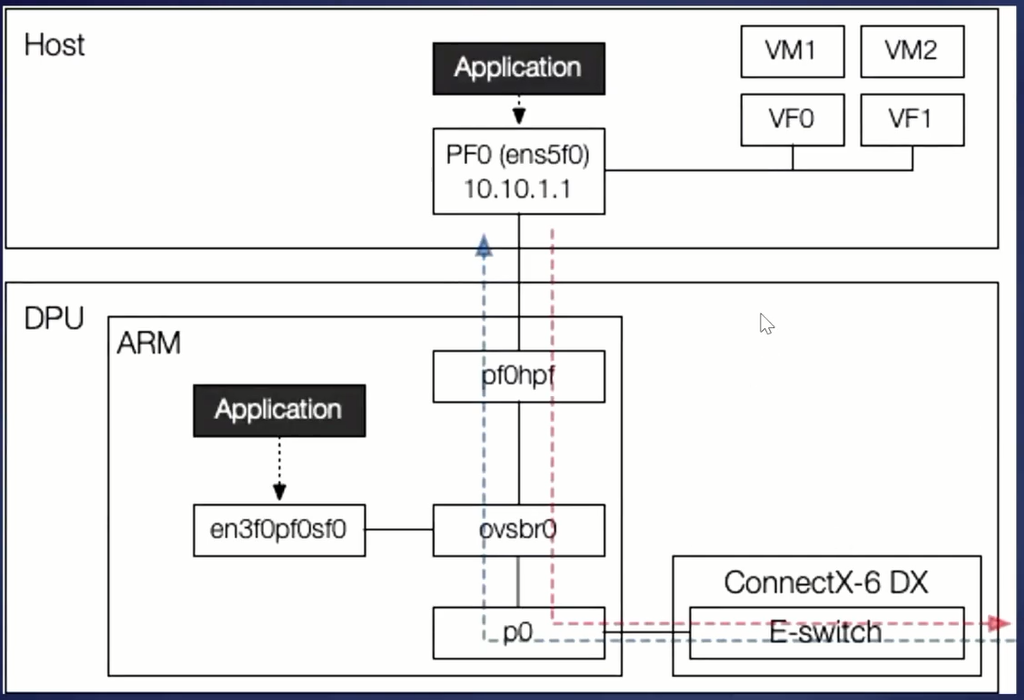 Host
Application
VM1
VM2
VF0
VF1
PF0 (ens5f0)
10.10.1.1
DPU
ARM
pf0hpf
Application
en3f0pf0sf0
ovsbr0
ConnectX-6 DX
p0
E-switch